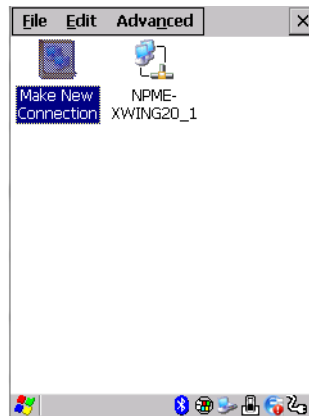 File Edit Advanced
Make New
Connection
NPME-
XWING20_1